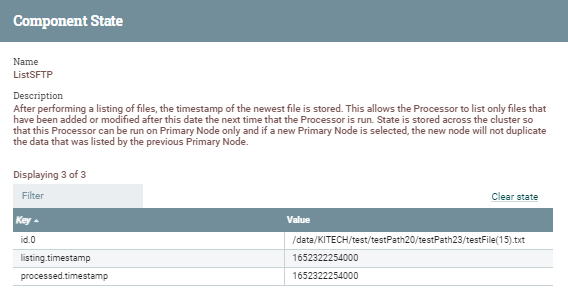 Component State
Name
ListSFTP
Description
After performing a listing of files, the timestamp of the newest file is stored. This allows the Processor to list only files that
have been added or modified after this date the next time that the Processor is run. State is stored across the cluster so
that this Processor can be run on Primary Node only and if a new Primary Node is selected, the new node will not duplicate
the data that was listed by the previous Primary Node.
Displaying 3 of 3
Filter
Clear state
Key Value
id.0 /data/KITECH/test/testPath20/testPath23/testFile(15).txt
listing.timestamp 1652322254000
processed.timestamp 1652322254000